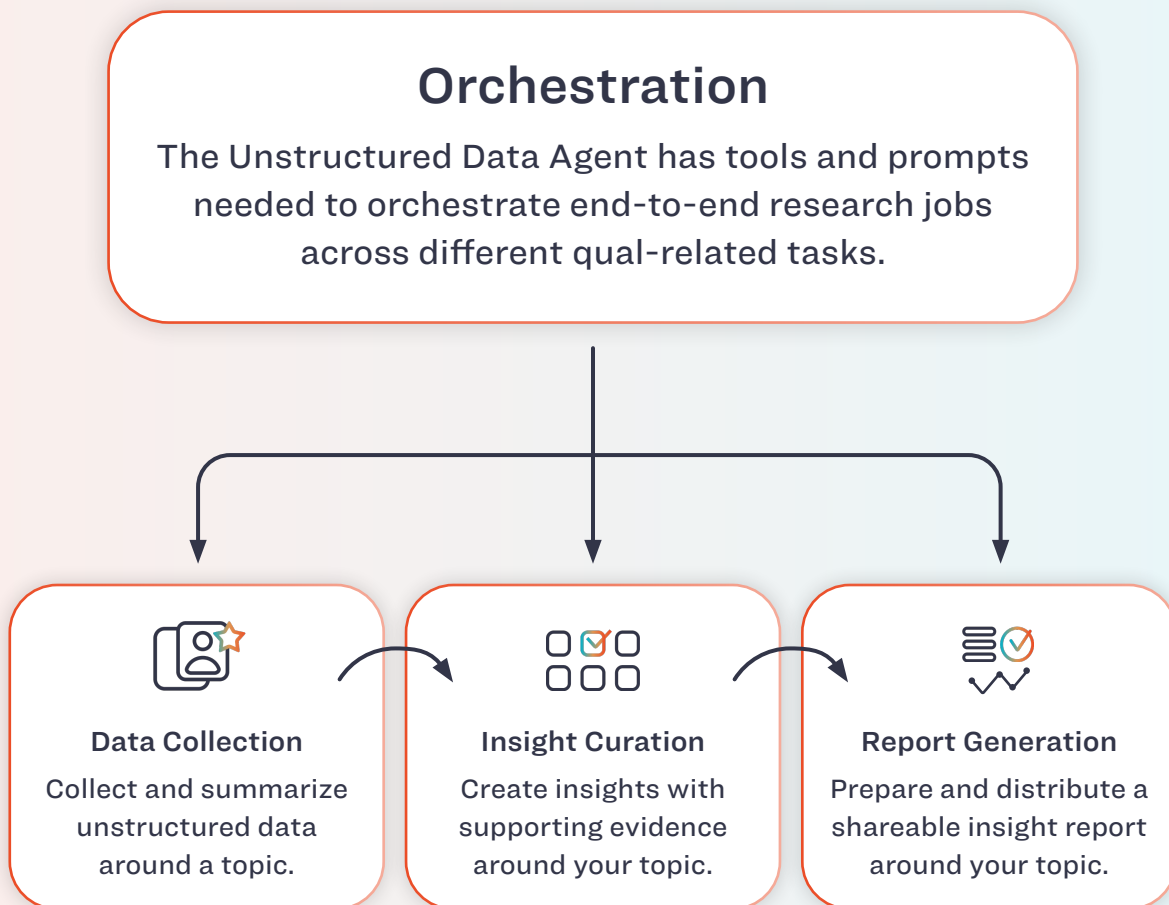 Orchestration
The Unstructured Data Agent has tools and prompts
needed to orchestrate end-to-end research jobs
across different qual-related tasks.
Data Collection
Collect and summarize
unstructured data
around a topic.
Insight Curation
Create insights with
supporting evidence
around your topic.
Report Generation
Prepare and distribute a
shareable insight report
around your topic.